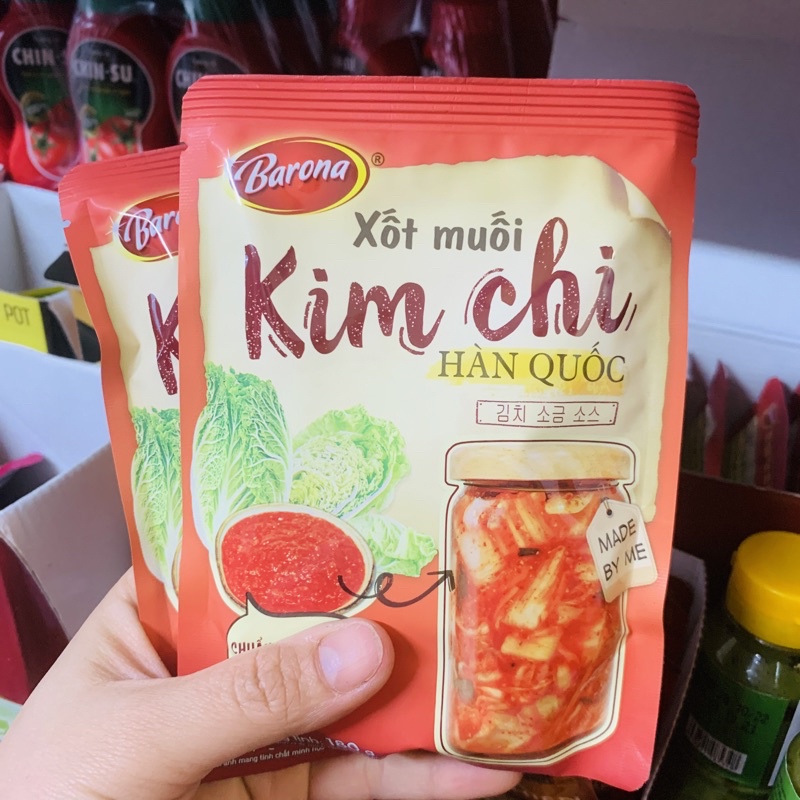 CHIN-SU
CHIN-SU
POT
Barona ®
Xốt muối
Kim chi
HÀN QUỐC
김치 소금 소스
MADE
BY ME